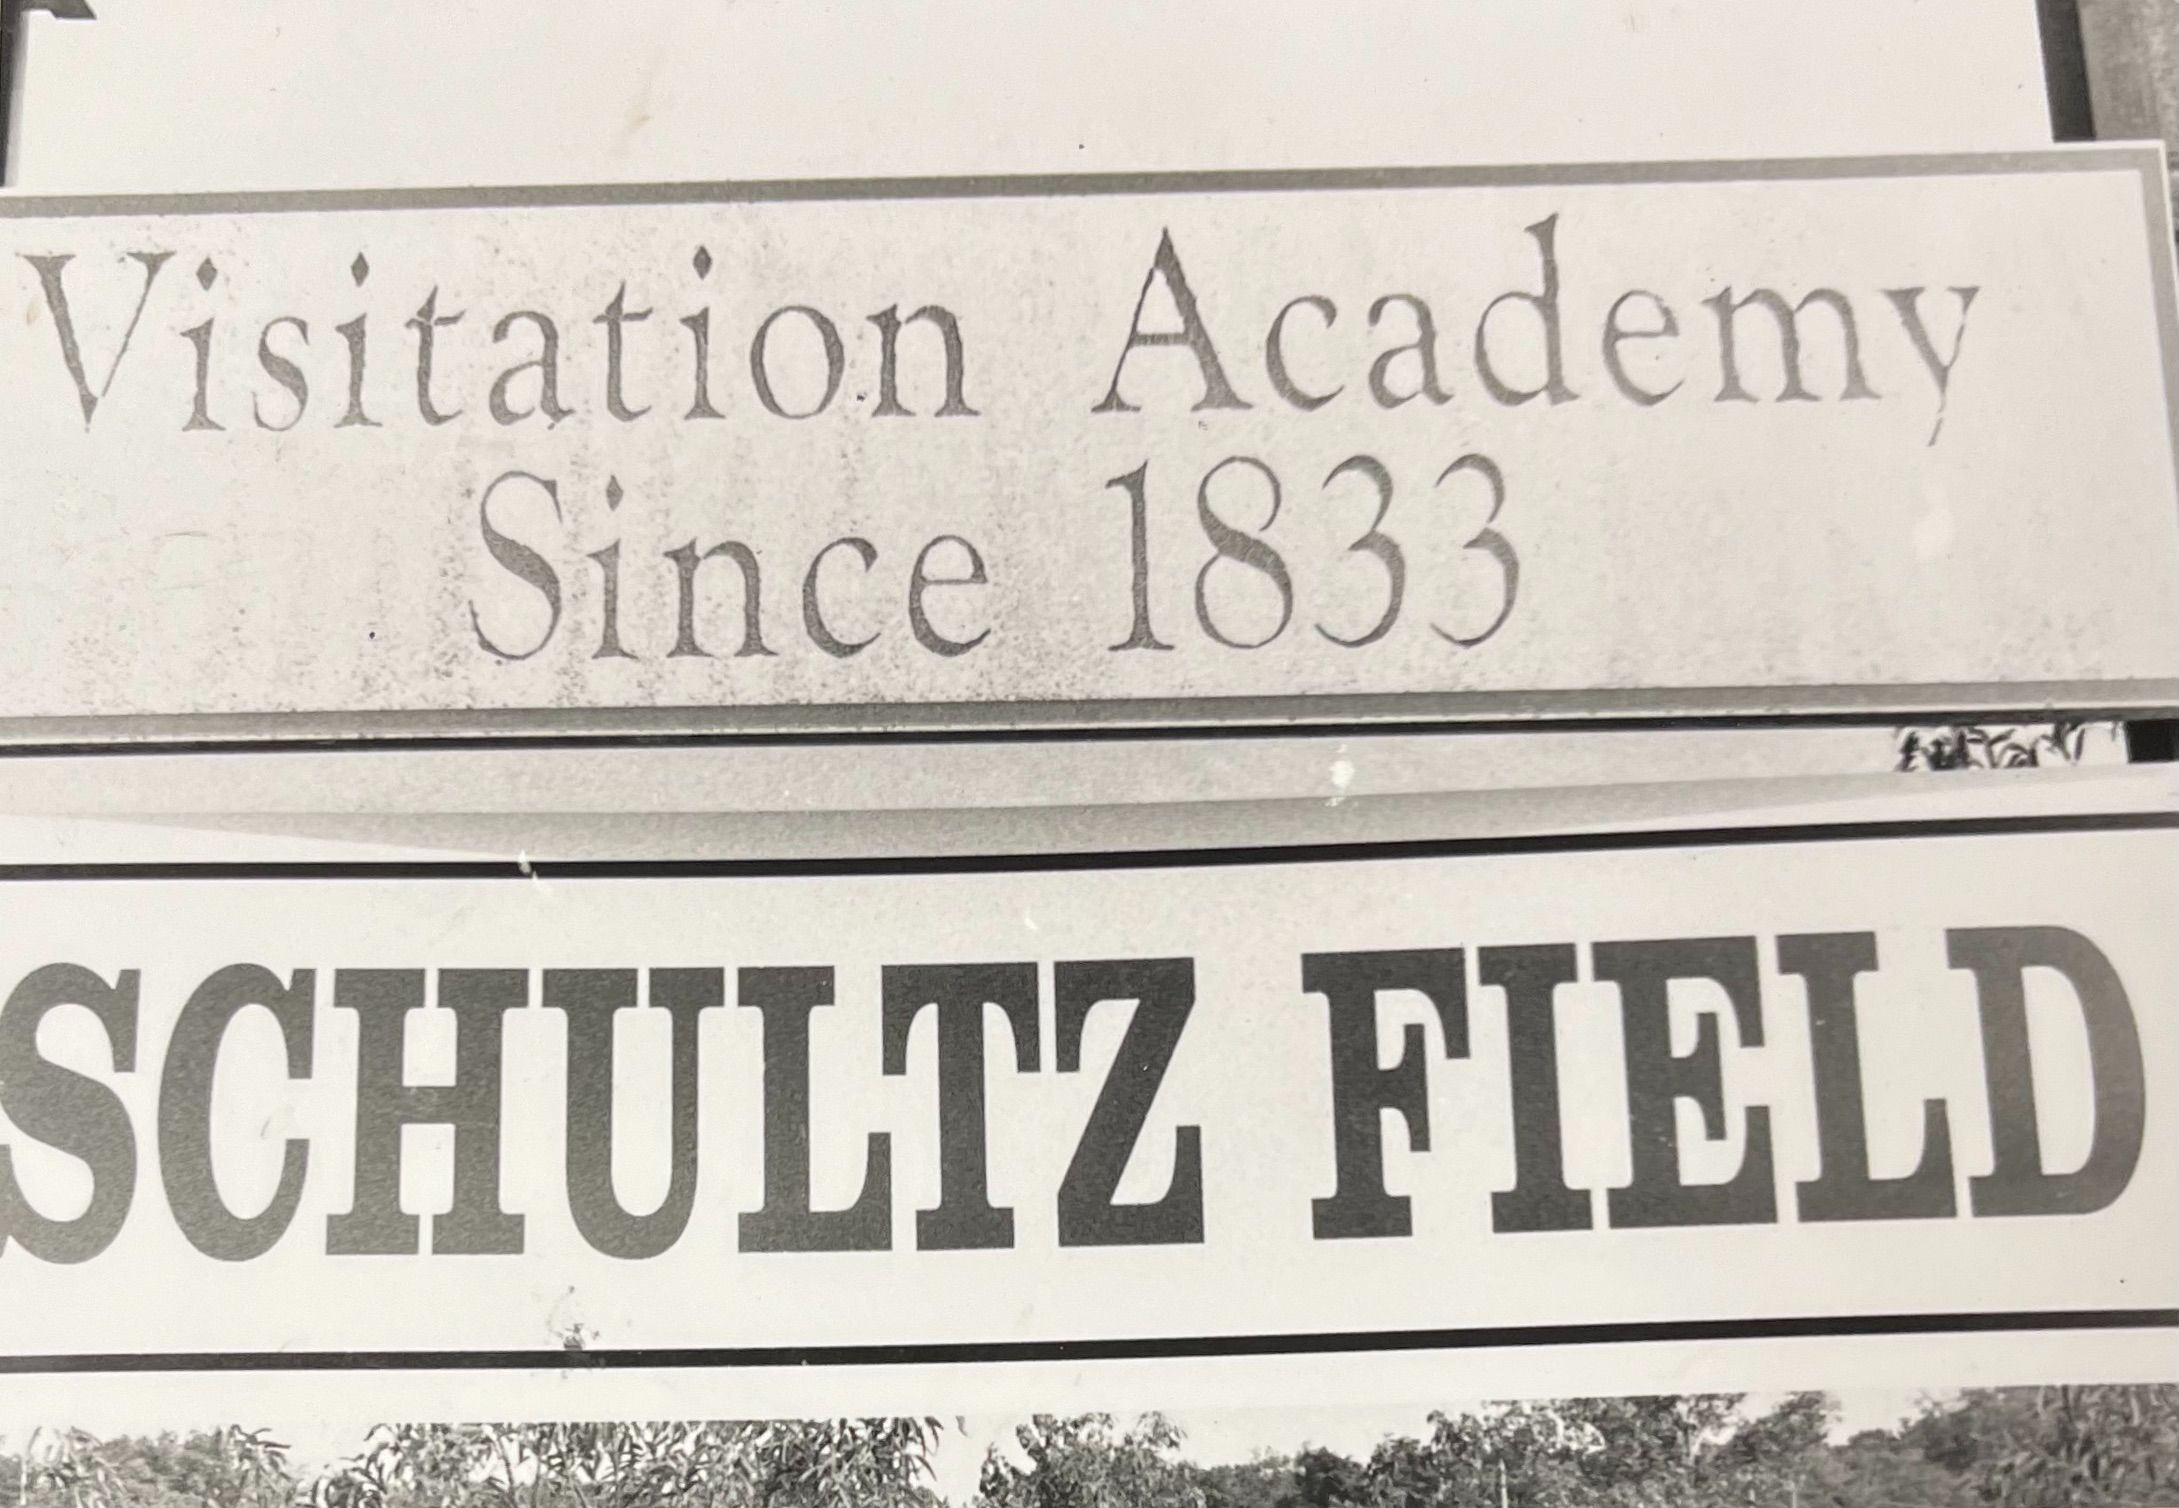 Visitation Academy
Since 1833
SCHULTZ FIELD